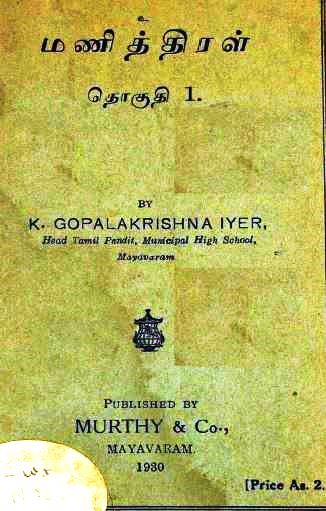 உ
மணித்திரள்
தொகுதி 1.
BY
K. GOPALAKRISHNA IYER,
Head Tamil Pandit, Municipal High School,
Mayavaram
PUBLISHED BY
MURTHY & Co.,
MAYAVARAM
1930
[Price As. 2.